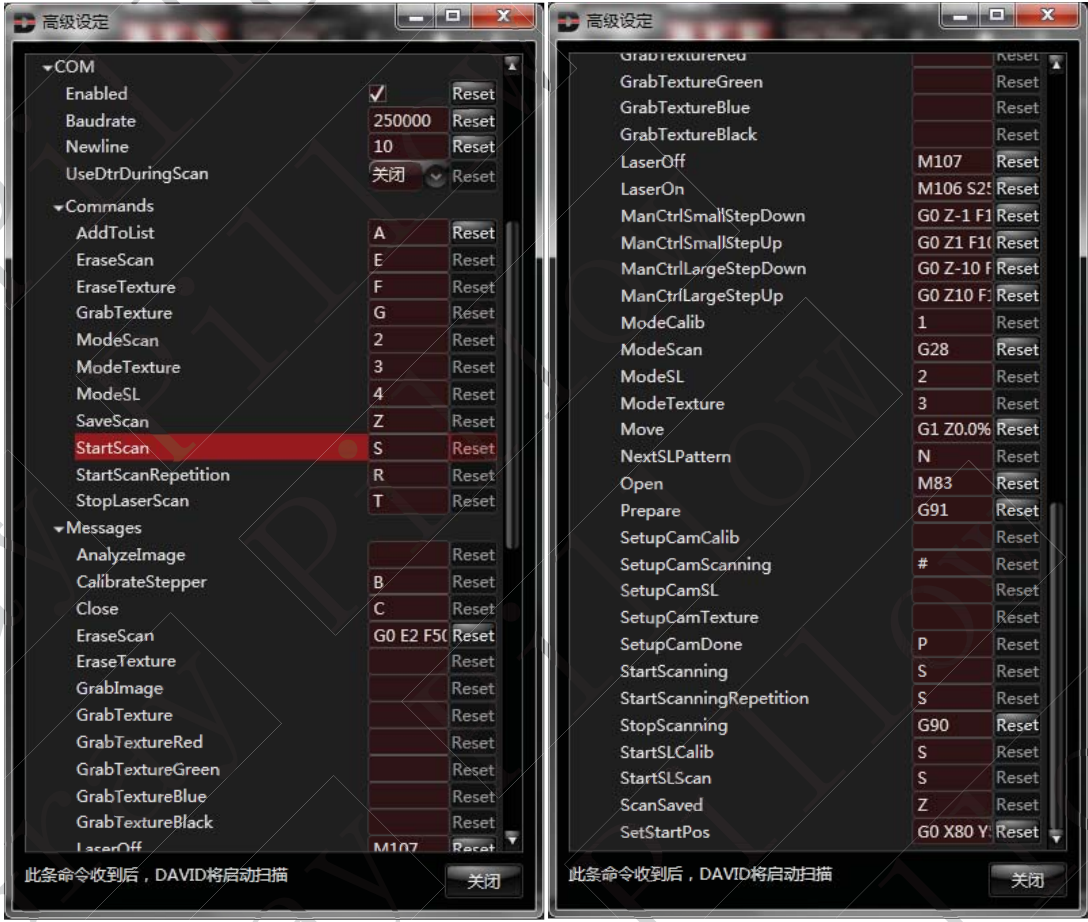 高级设定
COM
Enabled Reset
Baudrate 250000 Reset
Newline 10 Reset
UseDtrDuringScan 关闭 Reset
Commands
AddToList A Reset
EraseScan E Reset
EraseTexture F Reset
GrabTexture G Reset
ModeScan 2 Reset
ModeTexture 3 Reset
ModeSL 4 Reset
SaveScan Z Reset
StartScan S Reset
StartScanRepetition R Reset
StopLaserScan T Reset
Messages
AnalyzeImage Reset
CalibrateStepper B Reset
Close C Reset
EraseScan G0 E2 F50 Reset
EraseTexture Reset
GrabImage Reset
GrabTexture Reset
GrabTextureRed Reset
GrabTextureGreen Reset
GrabTextureBlue Reset
GrabTextureBlack Reset
LaserOff M107 Reset
此条命令收到后，DAVID将启动扫描 关闭
高级设定
GrabTextureRed Reset
GrabTextureGreen Reset
GrabTextureBlue Reset
GrabTextureBlack Reset
LaserOff M107 Reset
LaserOn M106 S25 Reset
ManCtrlSmallStepDown G0 Z-1 F1 Reset
ManCtrlSmallStepUp G0 Z1 F10 Reset
ManCtrlLargeStepDown G0 Z-10 F Reset
ManCtrlLargeStepUp G0 Z10 F1 Reset
ModeCalib 1 Reset
ModeScan G28 Reset
ModeSL 2 Reset
ModeTexture 3 Reset
Move G1 Z0.0% Reset
NextSLPattern N Reset
Open M83 Reset
Prepare G91 Reset
SetupCamCalib Reset
SetupCamScanning # Reset
SetupCamSL Reset
SetupCamTexture Reset
SetupCamDone P Reset
StartScanning S Reset
StartScanningRepetition S Reset
StopScanning G90 Reset
StartSLCalib S Reset
StartSLScan S Reset
ScanSaved Z Reset
SetStartPos G0 X80 Y Reset
此条命令收到后，DAVID将启动扫描 关闭